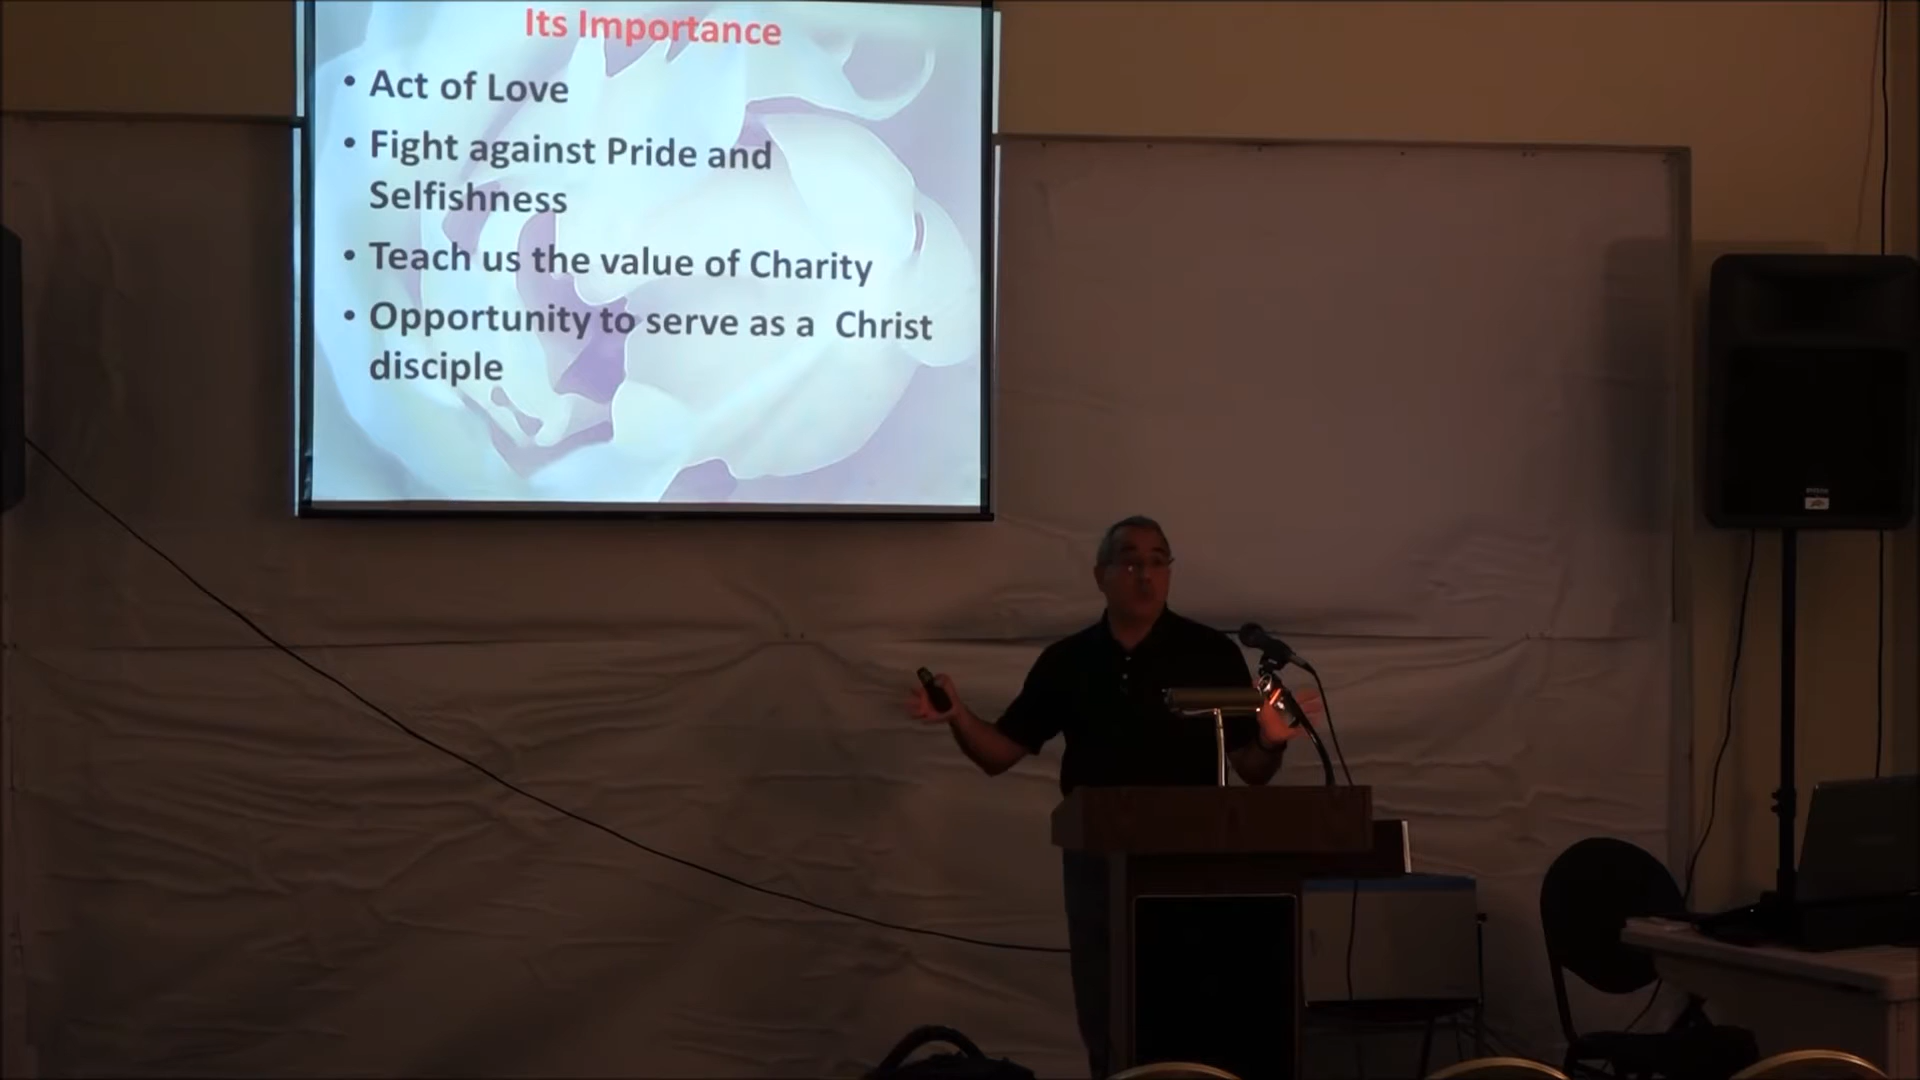 Its Importance
• Act of Love
• Fight against Pride and
Selfishness
• Teach us the value of Charity
• Opportunity to serve as a  Christ
disciple